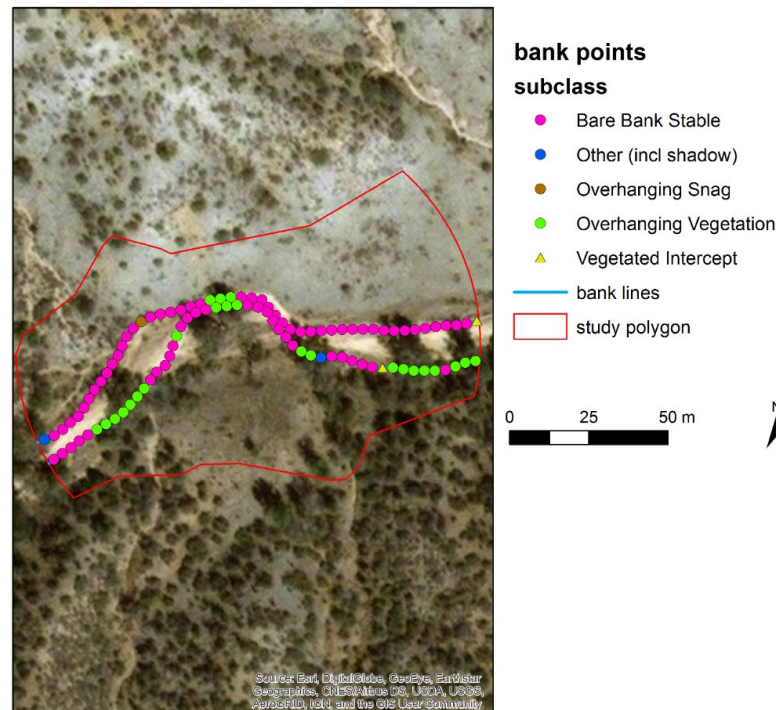 bank points
subclass
Bare Bank Stable
Other (incl shadow)
Overhanging Snag
Overhanging Vegetation
Vegetated Intercept
bank lines
study polygon
N
0 25 50 m
Source: Esri, DigitalGlobe, GeoEye, Earthstar
Geographics, CNES/Airbus DS, USDA, USGS,
AeroGRID, IGN, and the GIS User Community